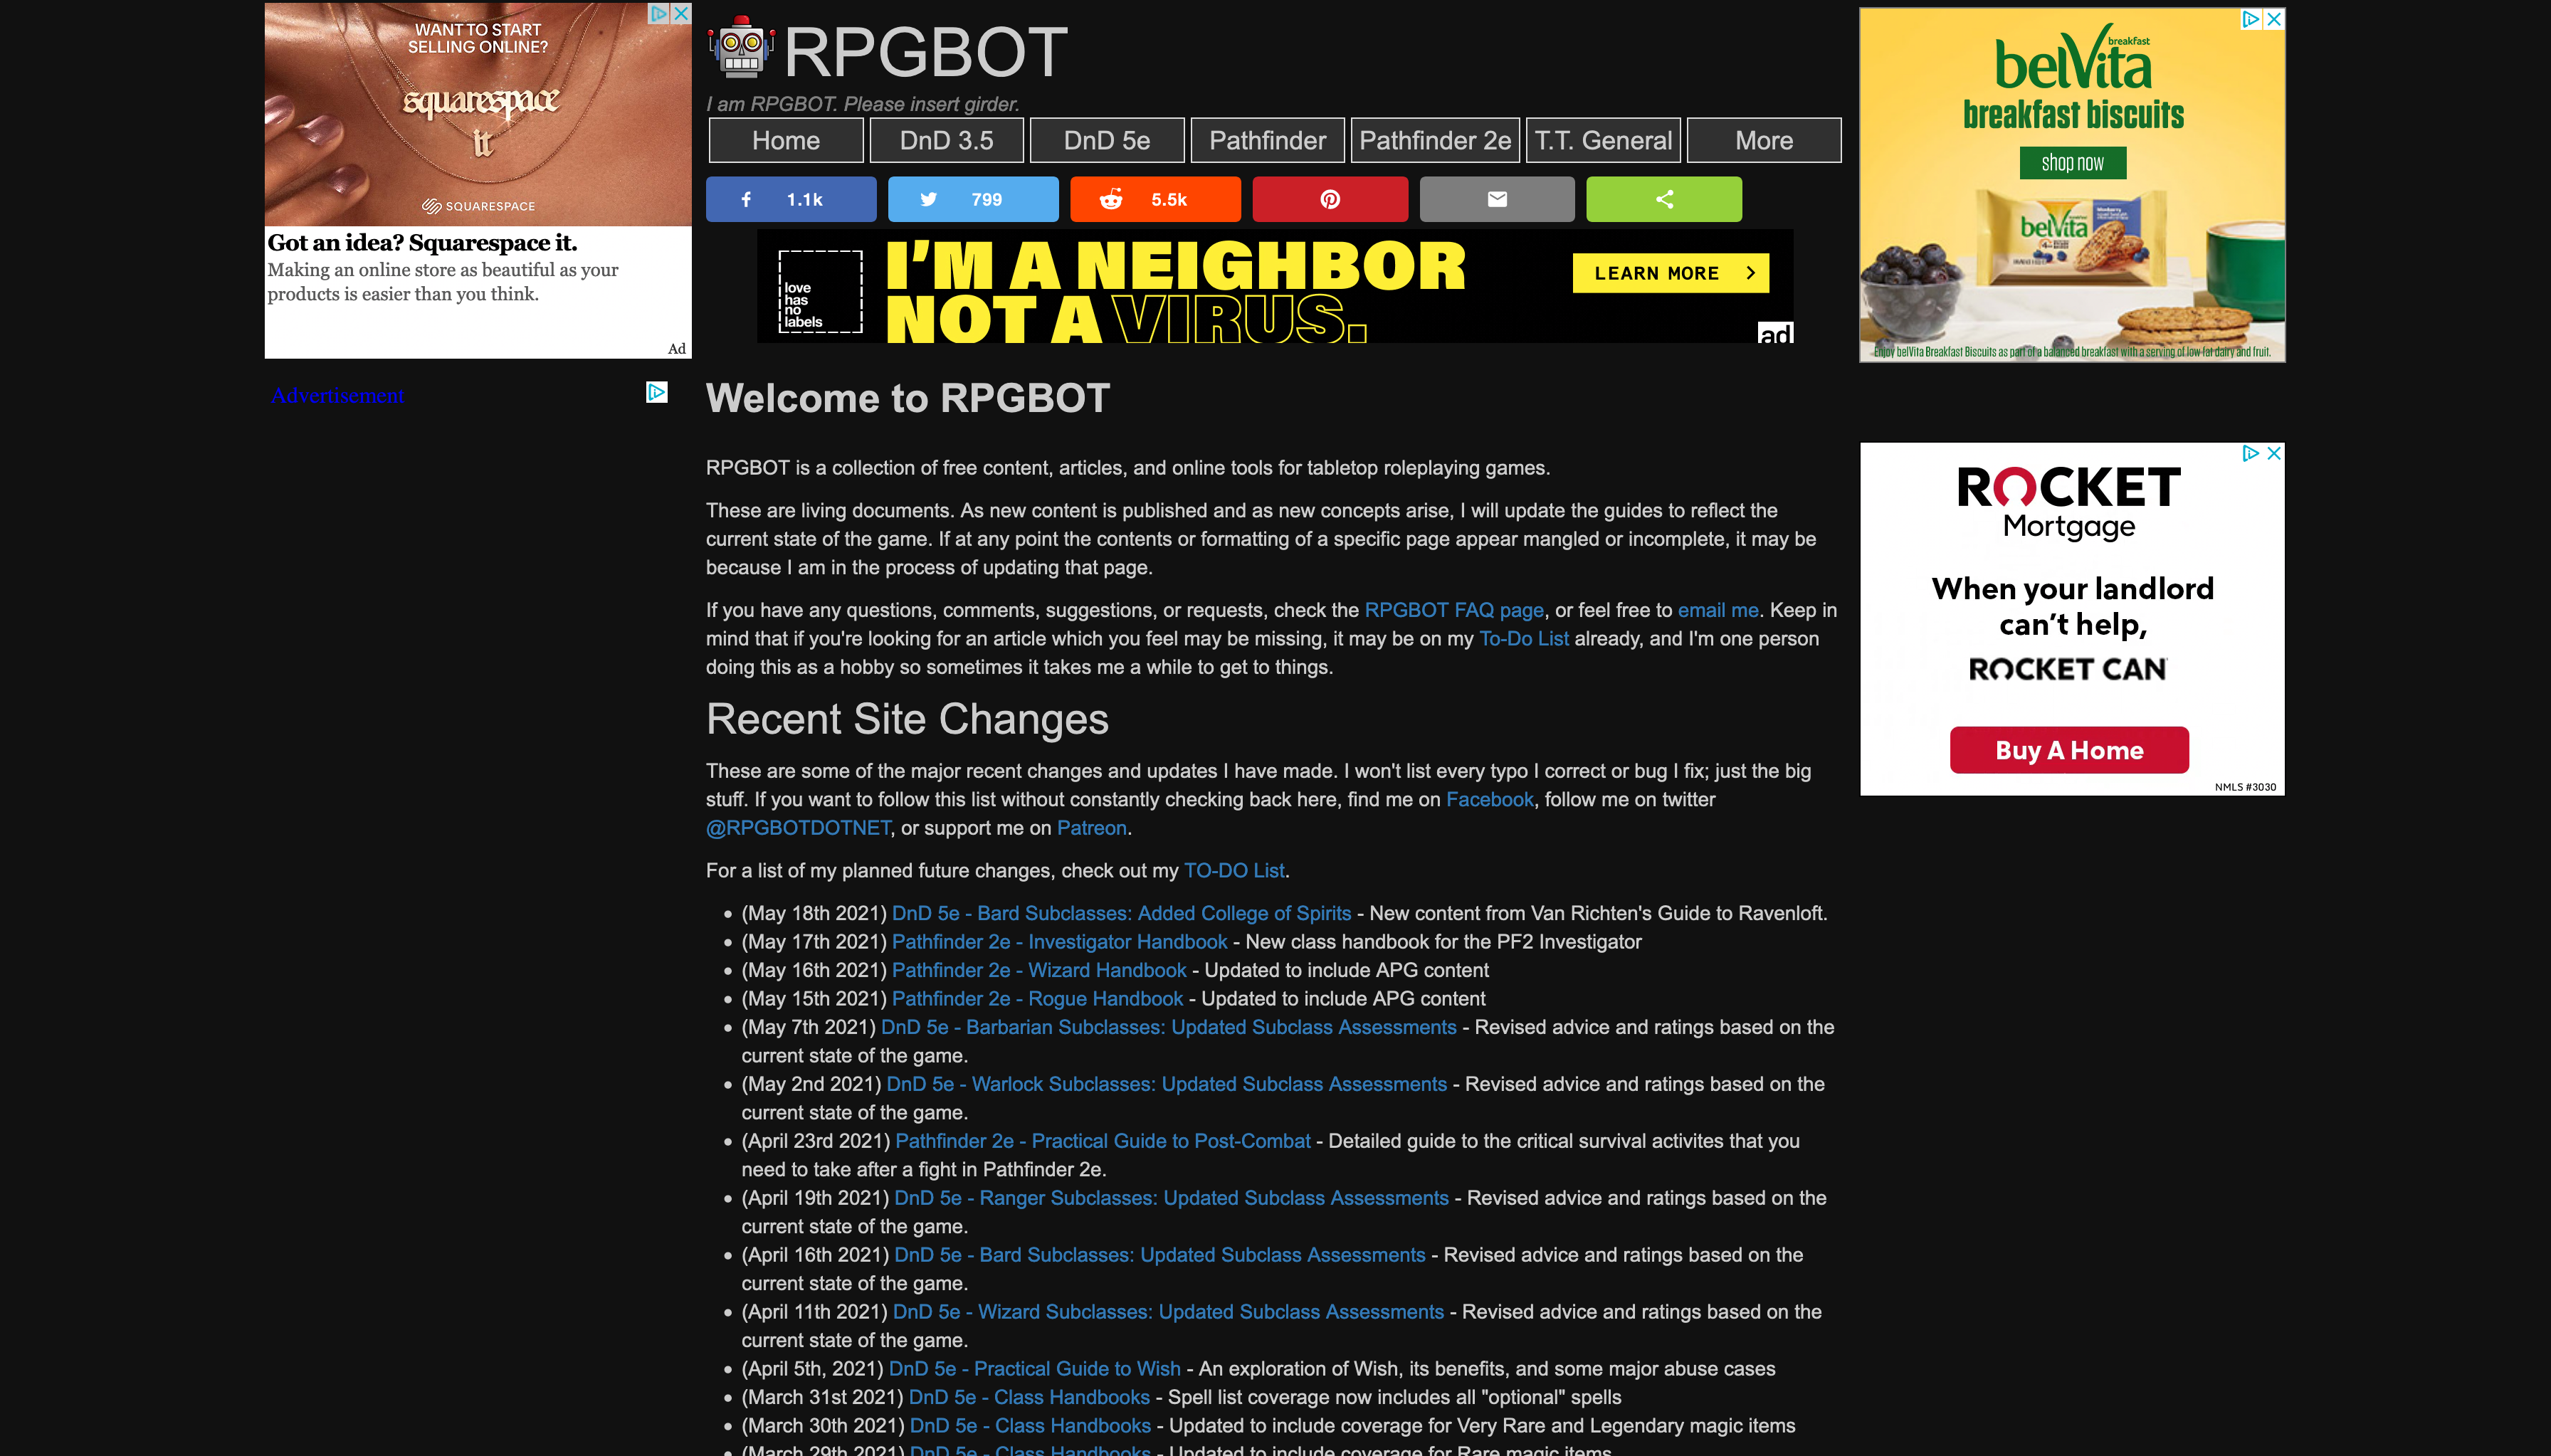 WANT TO START
SELLING ONLINE?
squarespace
it
SQUARESPACE
Got an idea? Squarespace it.
Making an online store as beautiful as your
products is easier than you think.
Ad
Advertisement
RPGBOT
I am RPGBOT. Please insert girder.
Home
DnD 3.5
DnD 5e
Pathfinder
Pathfinder 2e
T.T. General
More
1.1k
799
5.5k
love
has
no
labels
I'M A NEIGHBOR
NOT A VIRUS.
LEARN MORE
ad
Welcome to RPGBOT
RPGBOT is a collection of free content, articles, and online tools for tabletop roleplaying games.
These are living documents. As new content is published and as new concepts arise, I will update the guides to reflect the
current state of the game. If at any point the contents or formatting of a specific page appear mangled or incomplete, it may be
because I am in the process of updating that page.
If you have any questions, comments, suggestions, or requests, check the RPGBOT FAQ page, or feel free to email me. Keep in
mind that if you're looking for an article which you feel may be missing, it may be on my To-Do List already, and I'm one person
doing this as a hobby so sometimes it takes me a while to get to things.
Recent Site Changes
These are some of the major recent changes and updates I have made. I won't list every typo I correct or bug I fix; just the big
stuff. If you want to follow this list without constantly checking back here, find me on Facebook, follow me on twitter
@RPGBOTDOTNET, or support me on Patreon.
For a list of my planned future changes, check out my TO-DO List.
(May 18th 2021) DnD 5e - Bard Subclasses: Added College of Spirits - New content from Van Richten's Guide to Ravenloft.
(May 17th 2021) Pathfinder 2e - Investigator Handbook - New class handbook for the PF2 Investigator
(May 16th 2021) Pathfinder 2e - Wizard Handbook - Updated to include APG content
(May 15th 2021) Pathfinder 2e - Rogue Handbook - Updated to include APG content
(May 7th 2021) DnD 5e - Barbarian Subclasses: Updated Subclass Assessments - Revised advice and ratings based on the
current state of the game.
(May 2nd 2021) DnD 5e - Warlock Subclasses: Updated Subclass Assessments - Revised advice and ratings based on the
current state of the game.
(April 23rd 2021) Pathfinder 2e - Practical Guide to Post-Combat - Detailed guide to the critical survival activites that you
need to take after a fight in Pathfinder 2e.
(April 19th 2021) DnD 5e - Ranger Subclasses: Updated Subclass Assessments - Revised advice and ratings based on the
current state of the game.
(April 16th 2021) DnD 5e - Bard Subclasses: Updated Subclass Assessments - Revised advice and ratings based on the
current state of the game.
(April 11th 2021) DnD 5e - Wizard Subclasses: Updated Subclass Assessments - Revised advice and ratings based on the
current state of the game.
(April 5th, 2021) DnD 5e - Practical Guide to Wish - An exploration of Wish, its benefits, and some major abuse cases
(March 31st 2021) DnD 5e - Class Handbooks - Spell list coverage now includes all "optional" spells
(March 30th 2021) DnD 5e - Class Handbooks - Updated to include coverage for Very Rare and Legendary magic items
(March 29th 2021) DnD 5e - Class Handbooks - Updated to include coverage for Rare magic items
belVita
breakfast
breakfast biscuits
shop now
belVita
Enjoy belVita Breakfast Biscuits as part of a balanced breakfast with a serving of low fat dairy and fruit.
ROCKET
Mortgage
When your landlord
can't help,
ROCKET CAN
Buy A Home
NMLS #3030